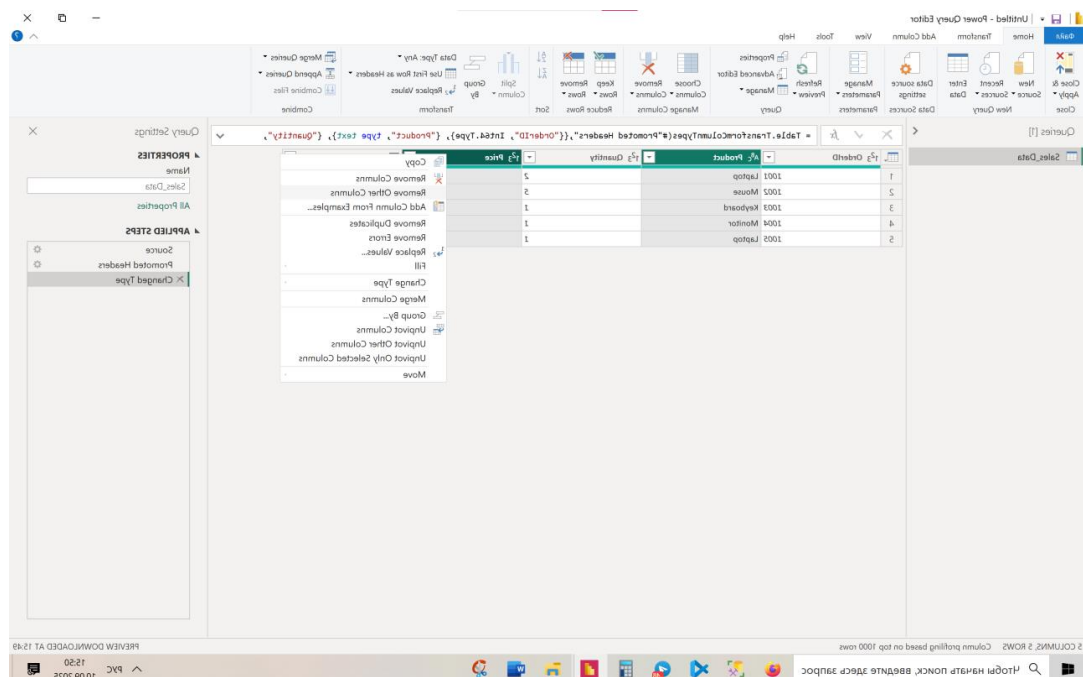 Untitled - Power Query Editor
Файл Home Transform Add Column View Tools Help
Close & Apply
New Source
Recent Sources
Enter Data
Data source settings
Manage Parameters
Refresh Preview
Properties
Advanced Editor
Manage
Choose Columns
Remove Columns
Keep Rows
Remove Rows
Split Column
Group By
Data Type: Any
Use First Row as Headers
Replace Values
Merge Queries
Append Queries
Combine Files
Close New Query Data Sources Parameters Query Manage Columns Reduce Rows Sort Transform Combine
Queries [1]
Sales_Data
= Table.TransformColumnTypes(#"Promoted Headers",{{"OrderID", Int64.Type}, {"Product", type text}, {"Quantity",
OrderID Product Quantity Price
1 1001 Laptop 2
2 1002 Mouse 5
3 1003 Keyboard 1
4 1004 Monitor 1
5 1005 Laptop 1
Copy
Remove Columns
Remove Other Columns
Add Column From Examples...
Remove Duplicates
Remove Errors
Replace Values...
Fill
Change Type
Merge Columns
Group By...
Unpivot Columns
Unpivot Other Columns
Unpivot Only Selected Columns
Move
Query Settings
PROPERTIES
Name
Sales_Data
All Properties
APPLIED STEPS
Source
Promoted Headers
Changed Type
5 COLUMNS, 5 ROWS Column profiling based on top 1000 rows
PREVIEW DOWNLOADED AT 15:49
Чтобы начать поиск, введите здесь запрос
РУС
15:50
10.09.2025